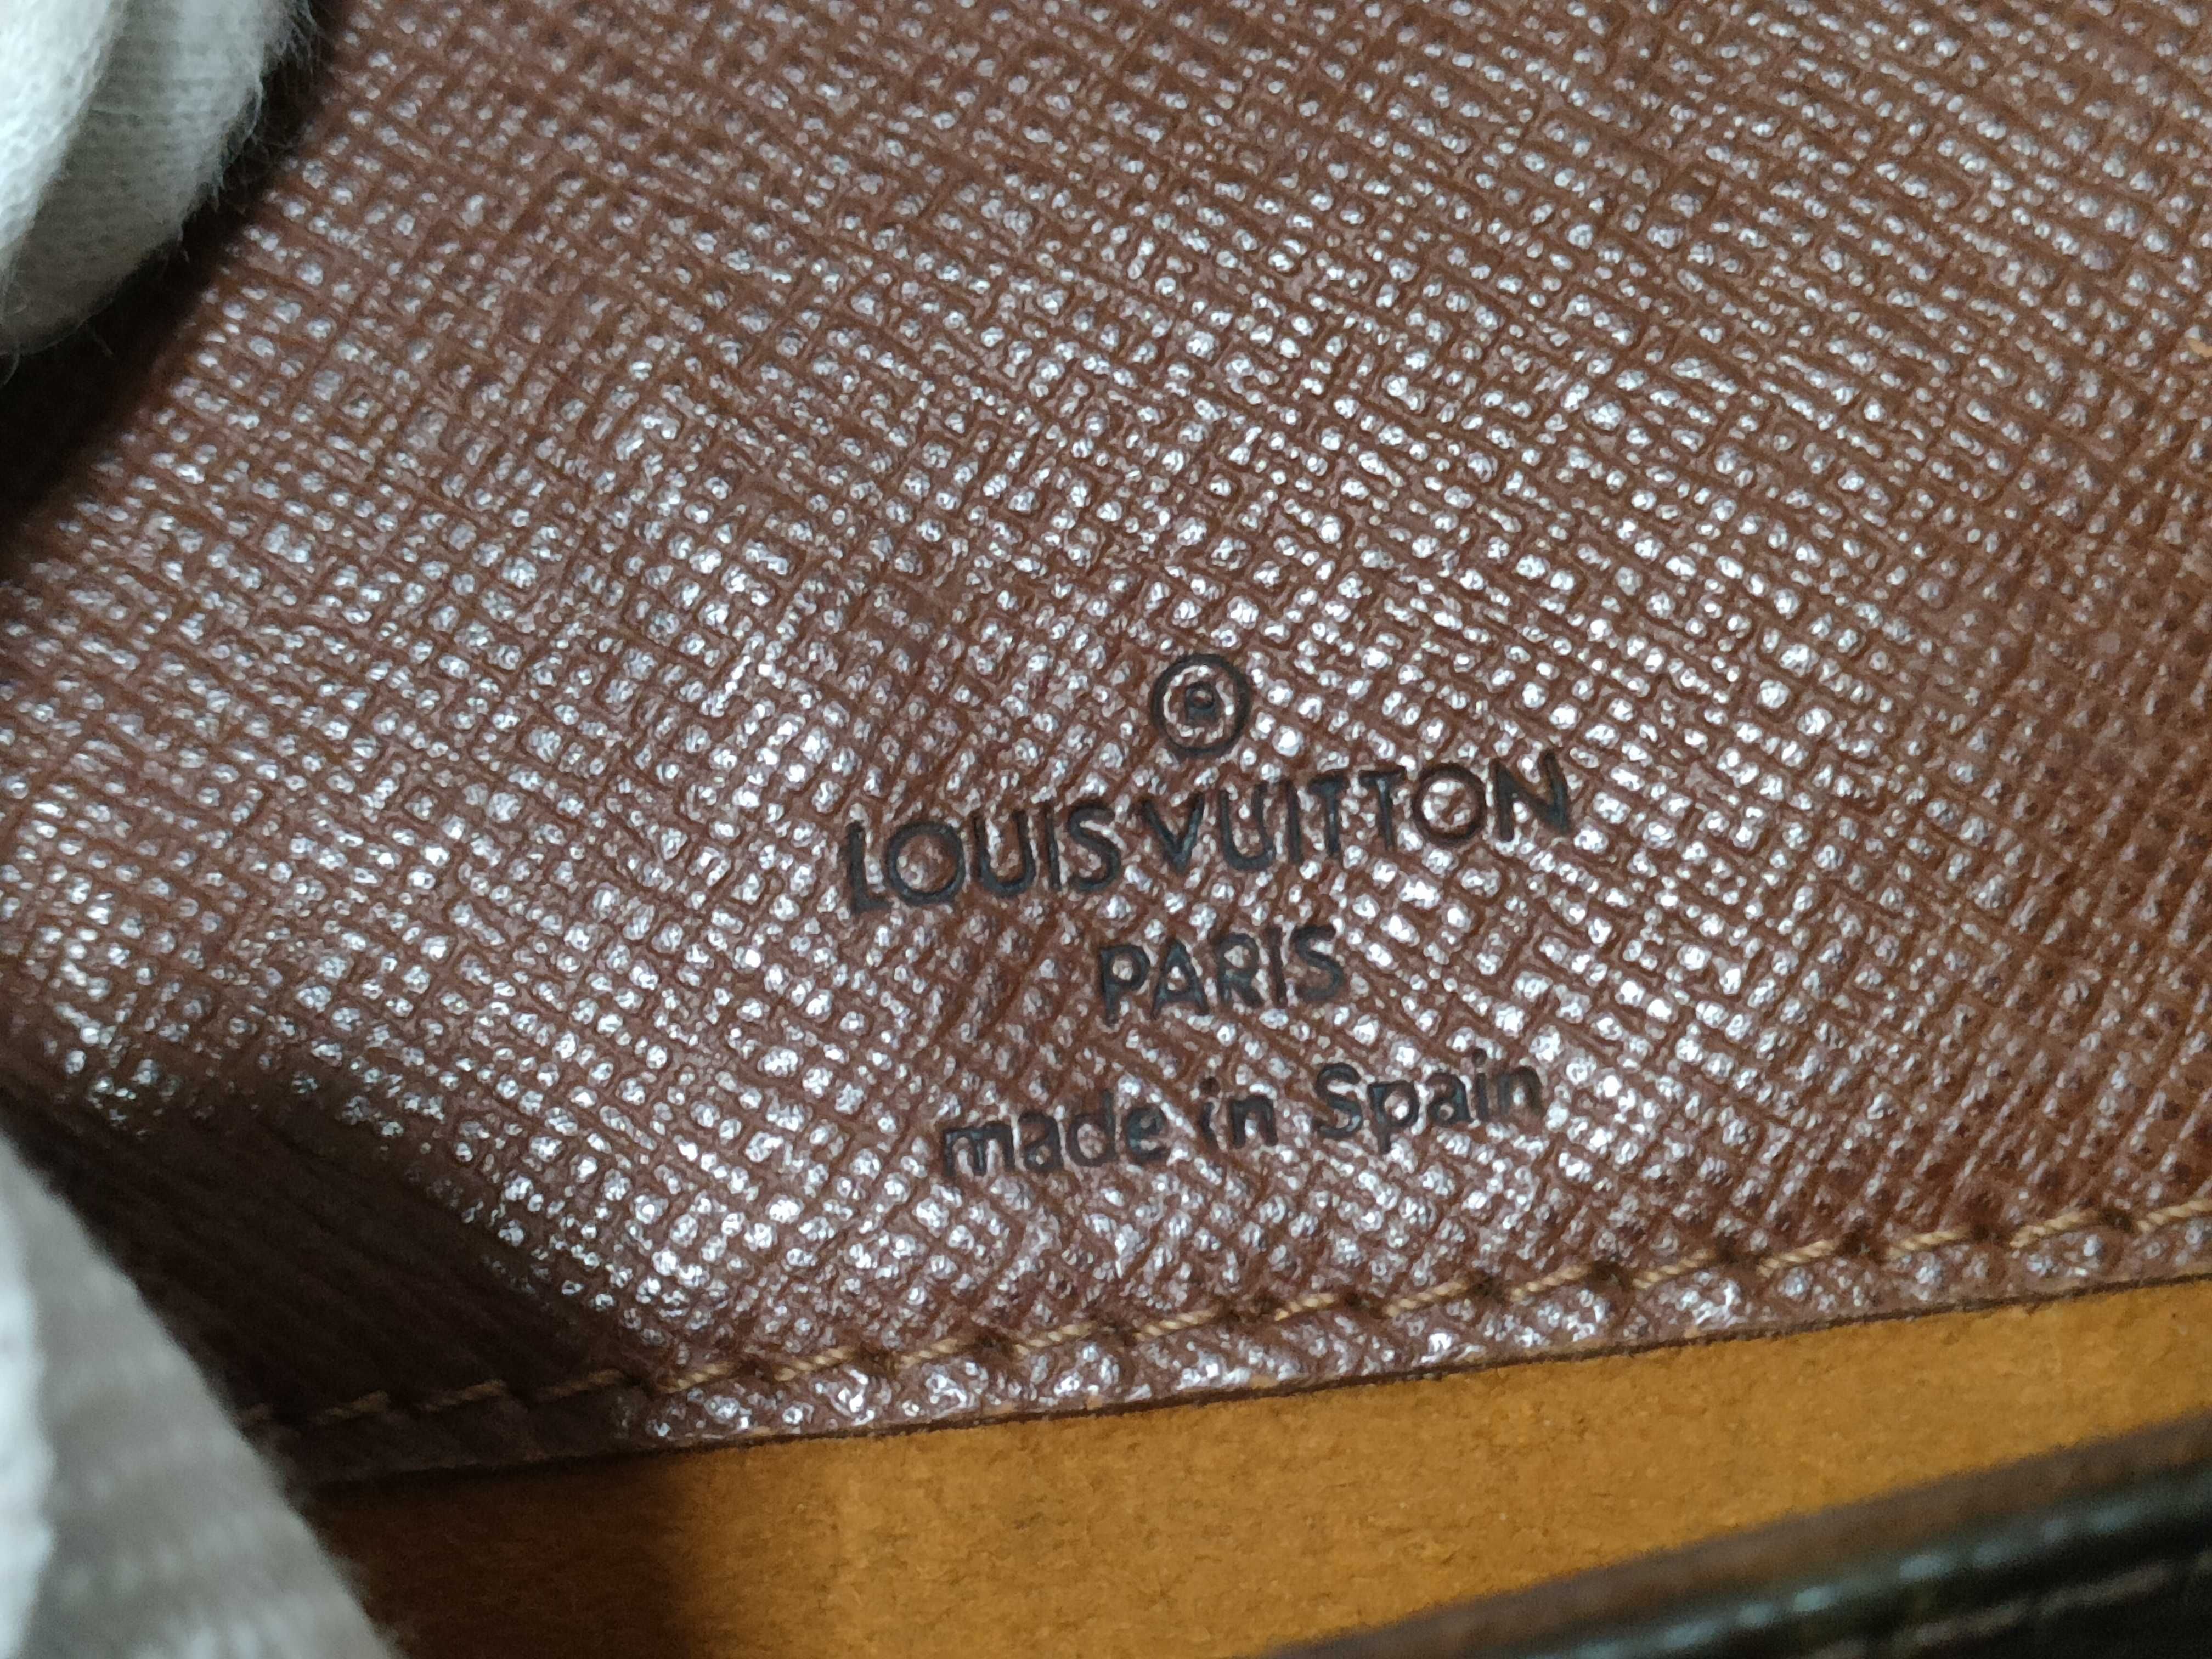 ®
LOUIS VUITTON
PARIS
made in Spain